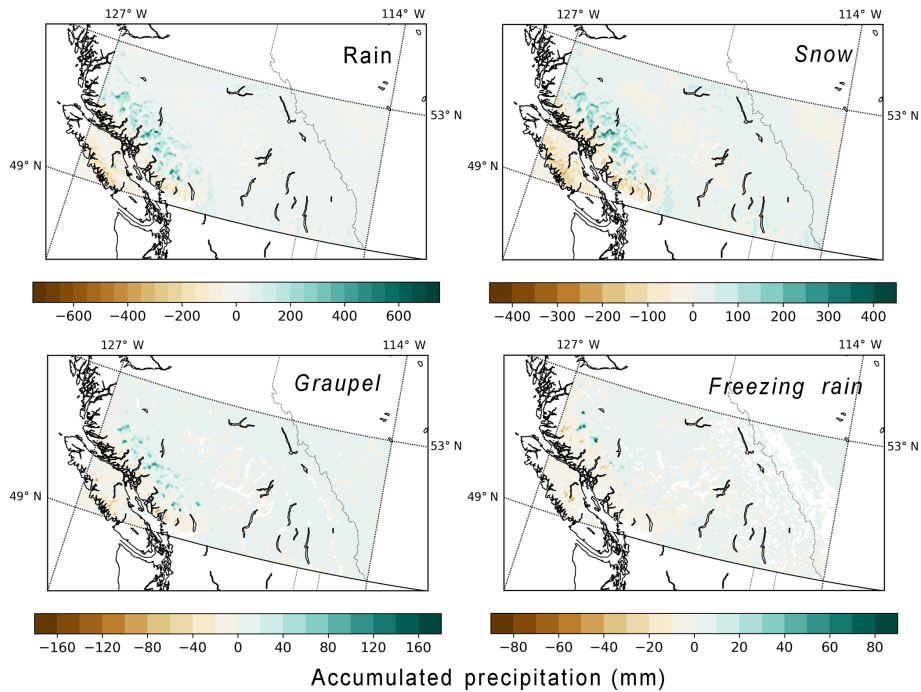 127° W 114° W 127° W 114° W
Rain Snow
53° N 53° N
49° N 49° N
−600 −400 −200 0 200 400 600 −400 −300 −200 −100 0 100 200 300 400
127° W 114° W 127° W 114° W
Graupel Freezing rain
53° N 53° N
49° N 49° N
−160 −120 −80 −40 0 40 80 120 160 −80 −60 −40 −20 0 20 40 60 80
Accumulated precipitation (mm)